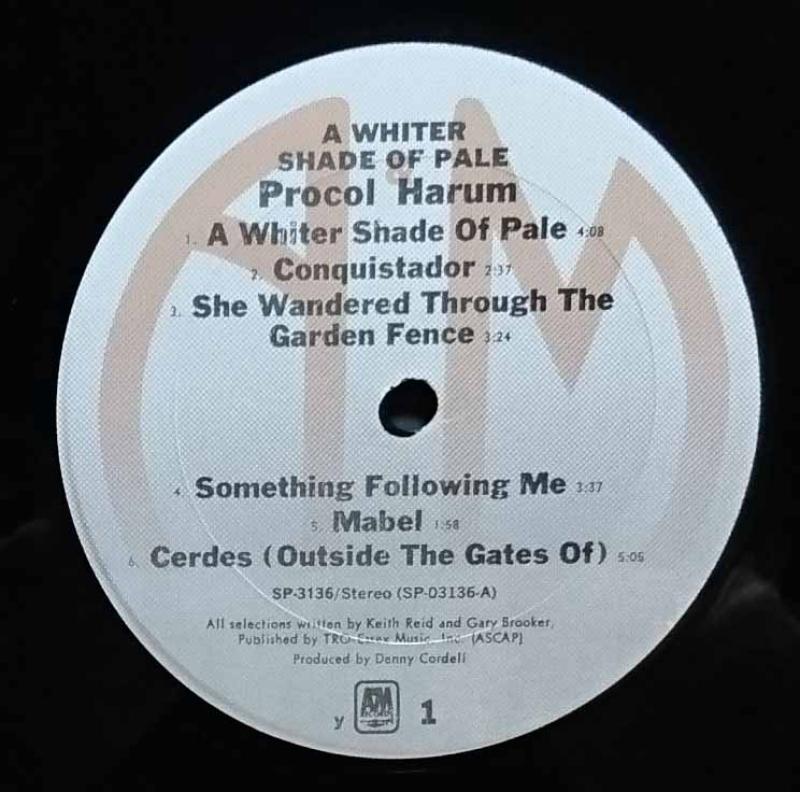 A WHITER
SHADE OF PALE
Procol Harum
1. A Whiter Shade Of Pale 4:08
2. Conquistador 2:37
3. She Wandered Through The
Garden Fence 3:24
4. Something Following Me 3:37
5. Mabel 1:58
6. Cerdes (Outside The Gates Of) 5:05
SP-3136/Stereo (SP-03136-A)
All selections written by Keith Reid and Gary Brooker,
Published by TRO-Essex Music, Inc. (ASCAP)
Produced by Denny Cordell
y A&M RECORDS 1